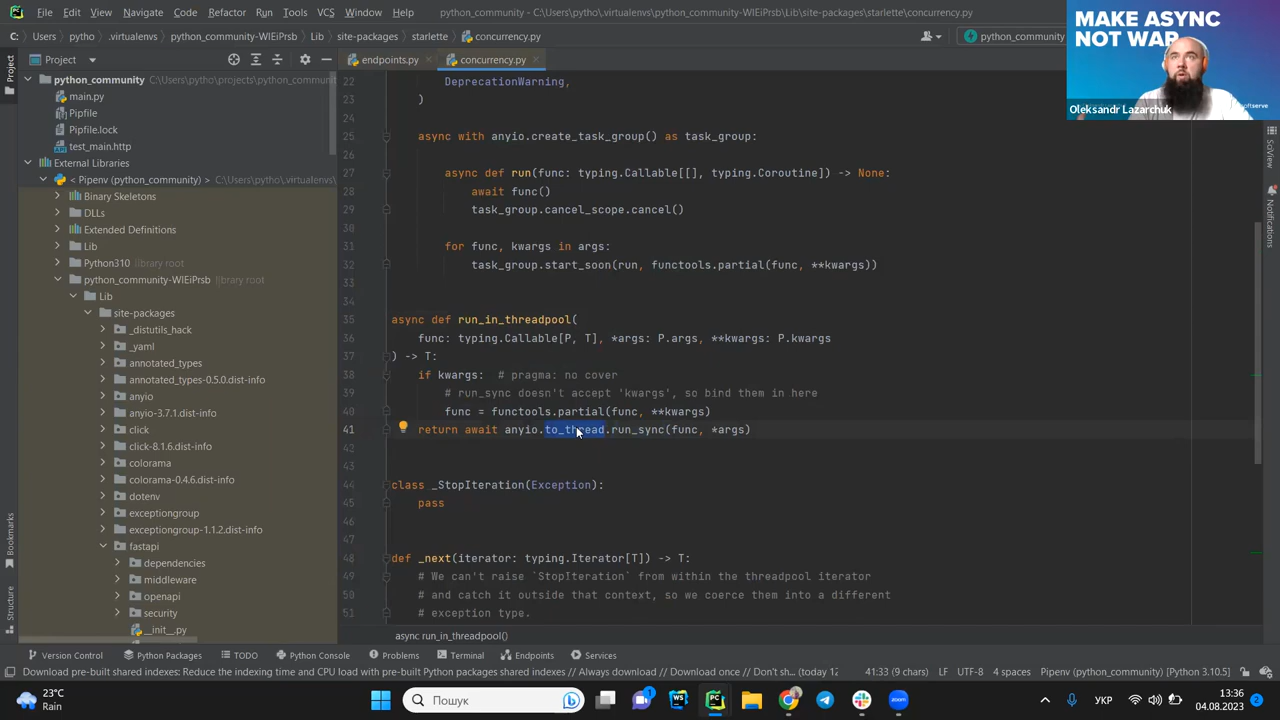 File Edit View Navigate Code Refactor Run Tools VCS Window Help python_community - C:\Users\pytho\.virtualenvs\python_community-WIEiPrsb\Lib\site-packages\starlette\concurrency.py
C: Users pytho .virtualenvs python_community-WIEiPrsb Lib site-packages starlette concurrency.py python_community
MAKE ASYNC
NOT WAR
Oleksandr Lazarchuk
Project
endpoints.py
concurrency.py
python_community C:\Users\pytho\projects\python_communit
main.py
Pipfile
Pipfile.lock
test_main.http
External Libraries
< Pipenv (python_community) > C:\Users\pytho\.virtualenvs\
Binary Skeletons
DLLs
Extended Definitions
Lib
Python310 library root
python_community-WIEiPrsb library root
Lib
site-packages
_distutils_hack
_yaml
annotated_types
annotated_types-0.5.0.dist-info
anyio
anyio-3.7.1.dist-info
click
click-8.1.6.dist-info
colorama
colorama-0.4.6.dist-info
dotenv
exceptiongroup
exceptiongroup-1.1.2.dist-info
fastapi
dependencies
middleware
openapi
security
__init__.py
22 DeprecationWarning,
23 )
24
25 async with anyio.create_task_group() as task_group:
26
27 async def run(func: typing.Callable[[], typing.Coroutine]) -> None:
28 await func()
29 task_group.cancel_scope.cancel()
30
31 for func, kwargs in args:
32 task_group.start_soon(run, functools.partial(func, **kwargs))
33
34
35 async def run_in_threadpool(
36 func: typing.Callable[P, T], *args: P.args, **kwargs: P.kwargs
37 ) -> T:
38 if kwargs: # pragma: no cover
39 # run_sync doesn't accept 'kwargs', so bind them in here
40 func = functools.partial(func, **kwargs)
41 return await anyio.to_thread.run_sync(func, *args)
42
43
44 class _StopIteration(Exception):
45 pass
46
47
48 def _next(iterator: typing.Iterator[T]) -> T:
49 # We can't raise `StopIteration` from within the threadpool iterator
50 # and catch it outside that context, so we coerce them into a different
51 # exception type.
async run_in_threadpool()
Project
Bookmarks
Structure
SciView
Notifications
Version Control Python Packages TODO Python Console Problems Terminal Endpoints Services
Download pre-built shared indexes: Reduce the indexing time and CPU load with pre-built Python packages shared indexes // Always download // Download once // Don't sh... (today 12 41:33 (9 chars) LF UTF-8 4 spaces Pipenv (python_community) [Python 3.10.5]
23°C
Rain
Пошук
УКР
13:36
04.08.2023